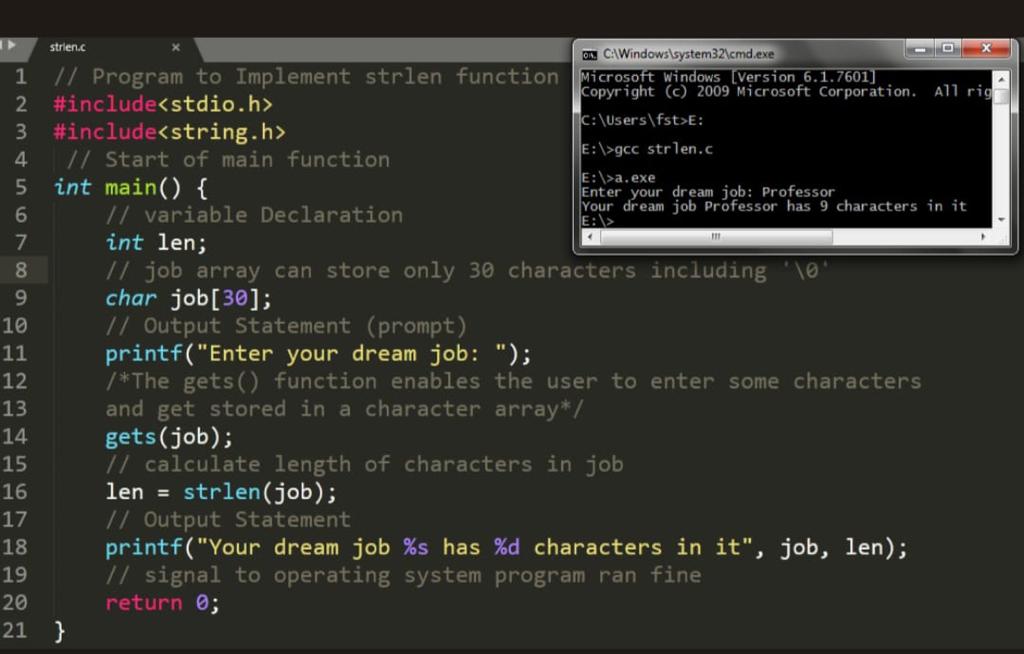 strlen.c ×
1 // Program to Implement strlen function
2 #include<stdio.h>
3 #include<string.h>
4 // Start of main function
5 int main() {
6 // variable Declaration
7 int len;
8 // job array can store only 30 characters including '\0'
9 char job[30];
10 // Output Statement (prompt)
11 printf("Enter your dream job: ");
12 /*The gets() function enables the user to enter some characters
13 and get stored in a character array*/
14 gets(job);
15 // calculate length of characters in job
16 len = strlen(job);
17 // Output Statement
18 printf("Your dream job %s has %d characters in it", job, len);
19 // signal to operating system program ran fine
20 return 0;
21 }
C:\Windows\system32\cmd.exe
Microsoft Windows [Version 6.1.7601]
Copyright (c) 2009 Microsoft Corporation. All rig
C:\Users\fst>E:
E:\>gcc strlen.c
E:\>a.exe
Enter your dream job: Professor
Your dream job Professor has 9 characters in it
E:\>